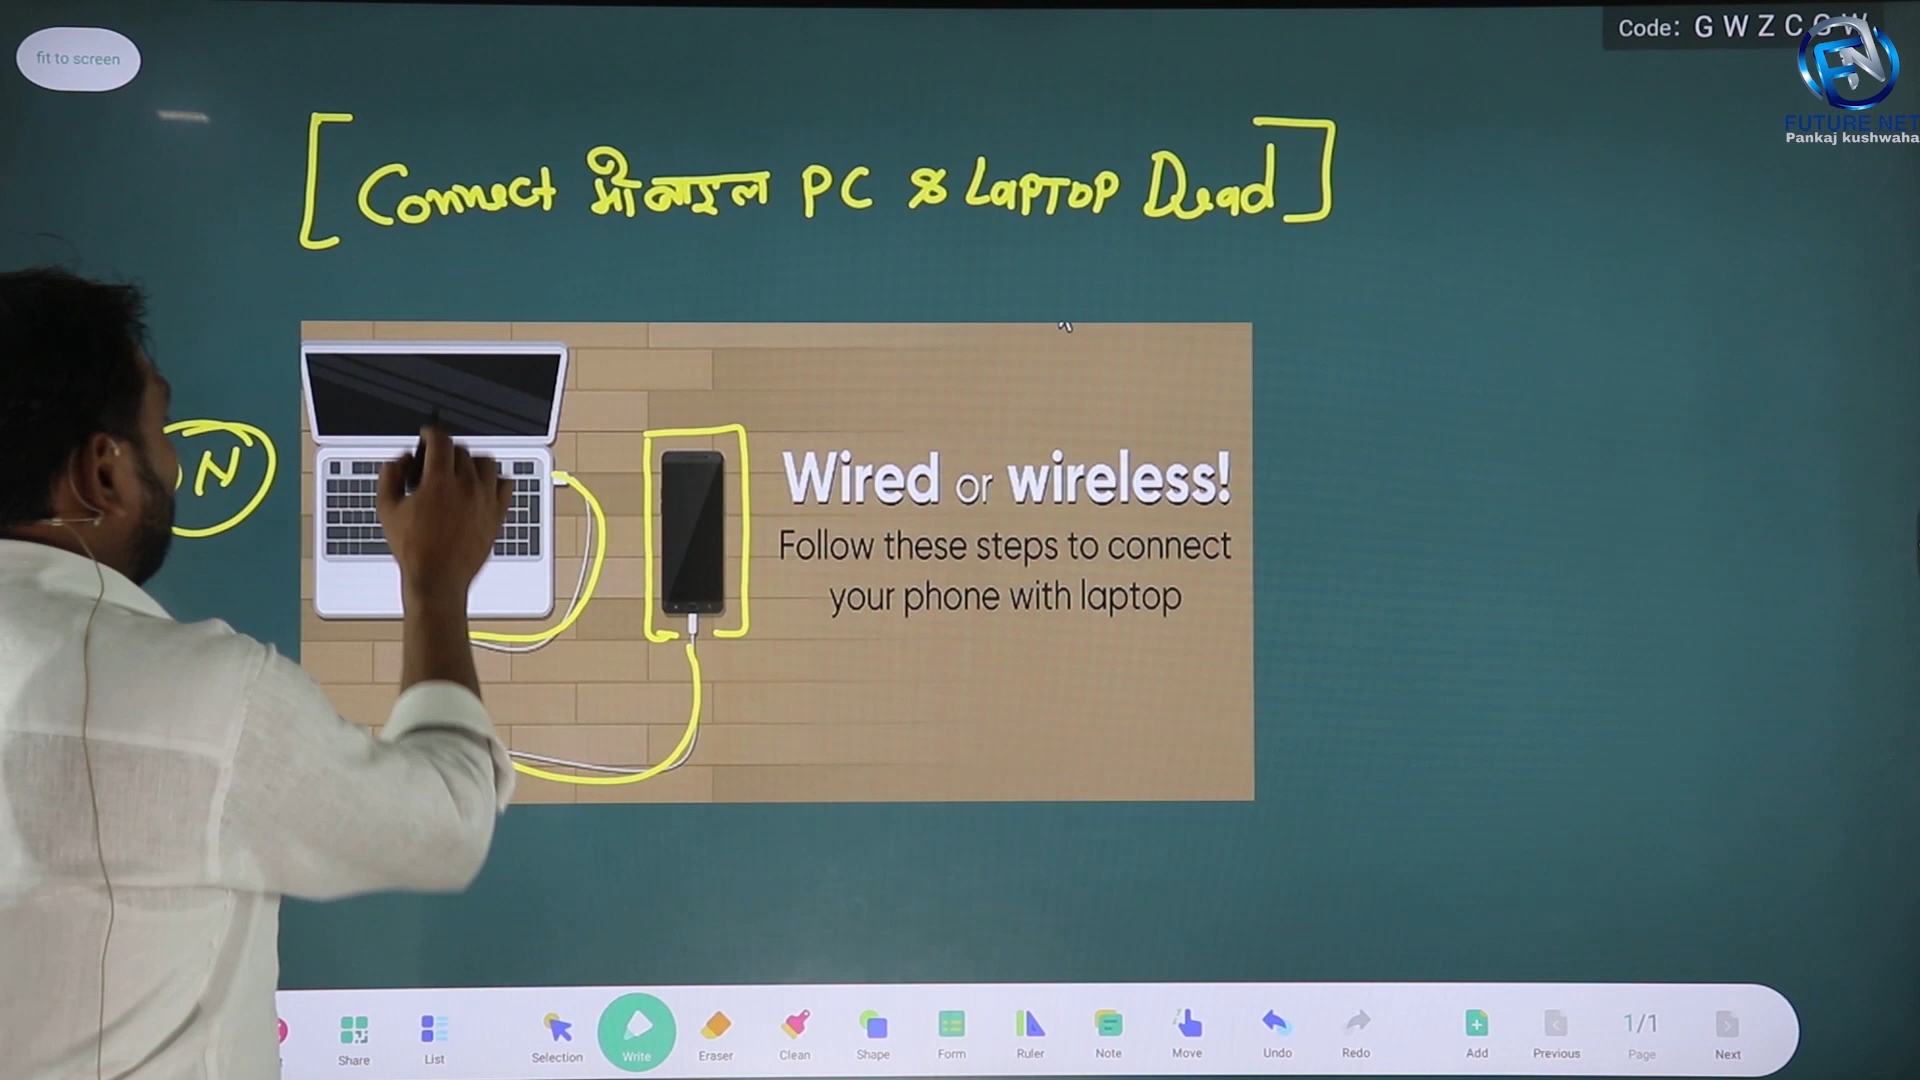 fit to screen
Code: G W Z C G W
FUTURE NET
Pankaj kushwaha
[Connect मोबाइल PC & LAPTOP Dead]
N
Wired or wireless!
Follow these steps to connect
your phone with laptop
Share
List
Selection
Write
Eraser
Clean
Shape
Form
Ruler
Note
Move
Undo
Redo
Add
Previous
1/1
Page
Next